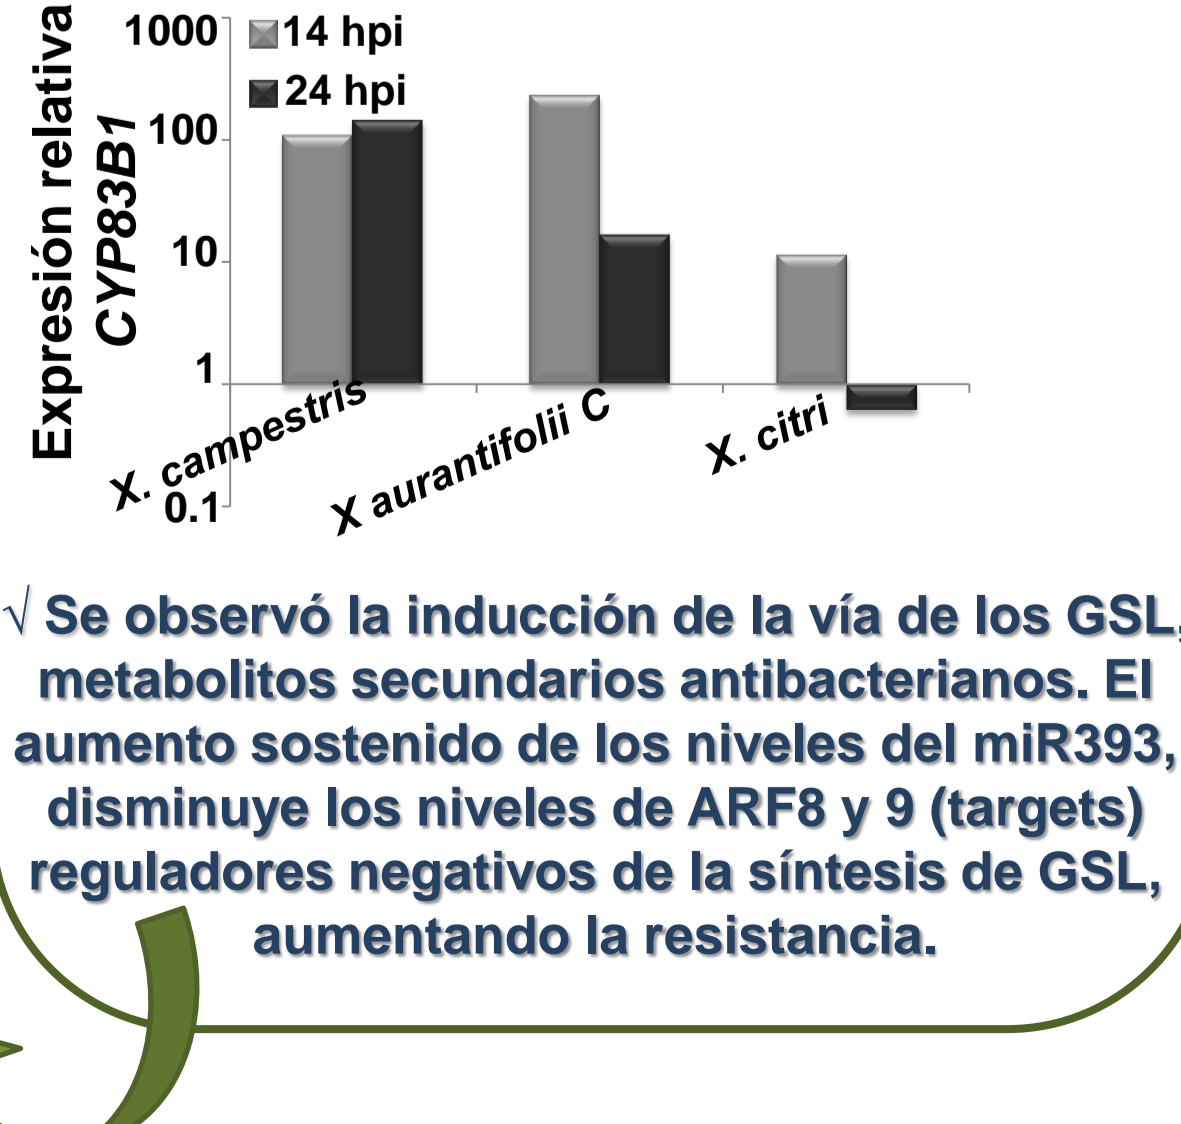 Expresión relativa
CYP83B1
1000
100
10
1
0.1
14 hpi
24 hpi
X. campestris
X aurantifolii C
X. citri
√ Se observó la inducción de la vía de los GSL,
metabolitos secundarios antibacterianos. El
aumento sostenido de los niveles del miR393,
disminuye los niveles de ARF8 y 9 (targets)
reguladores negativos de la síntesis de GSL,
aumentando la resistancia.